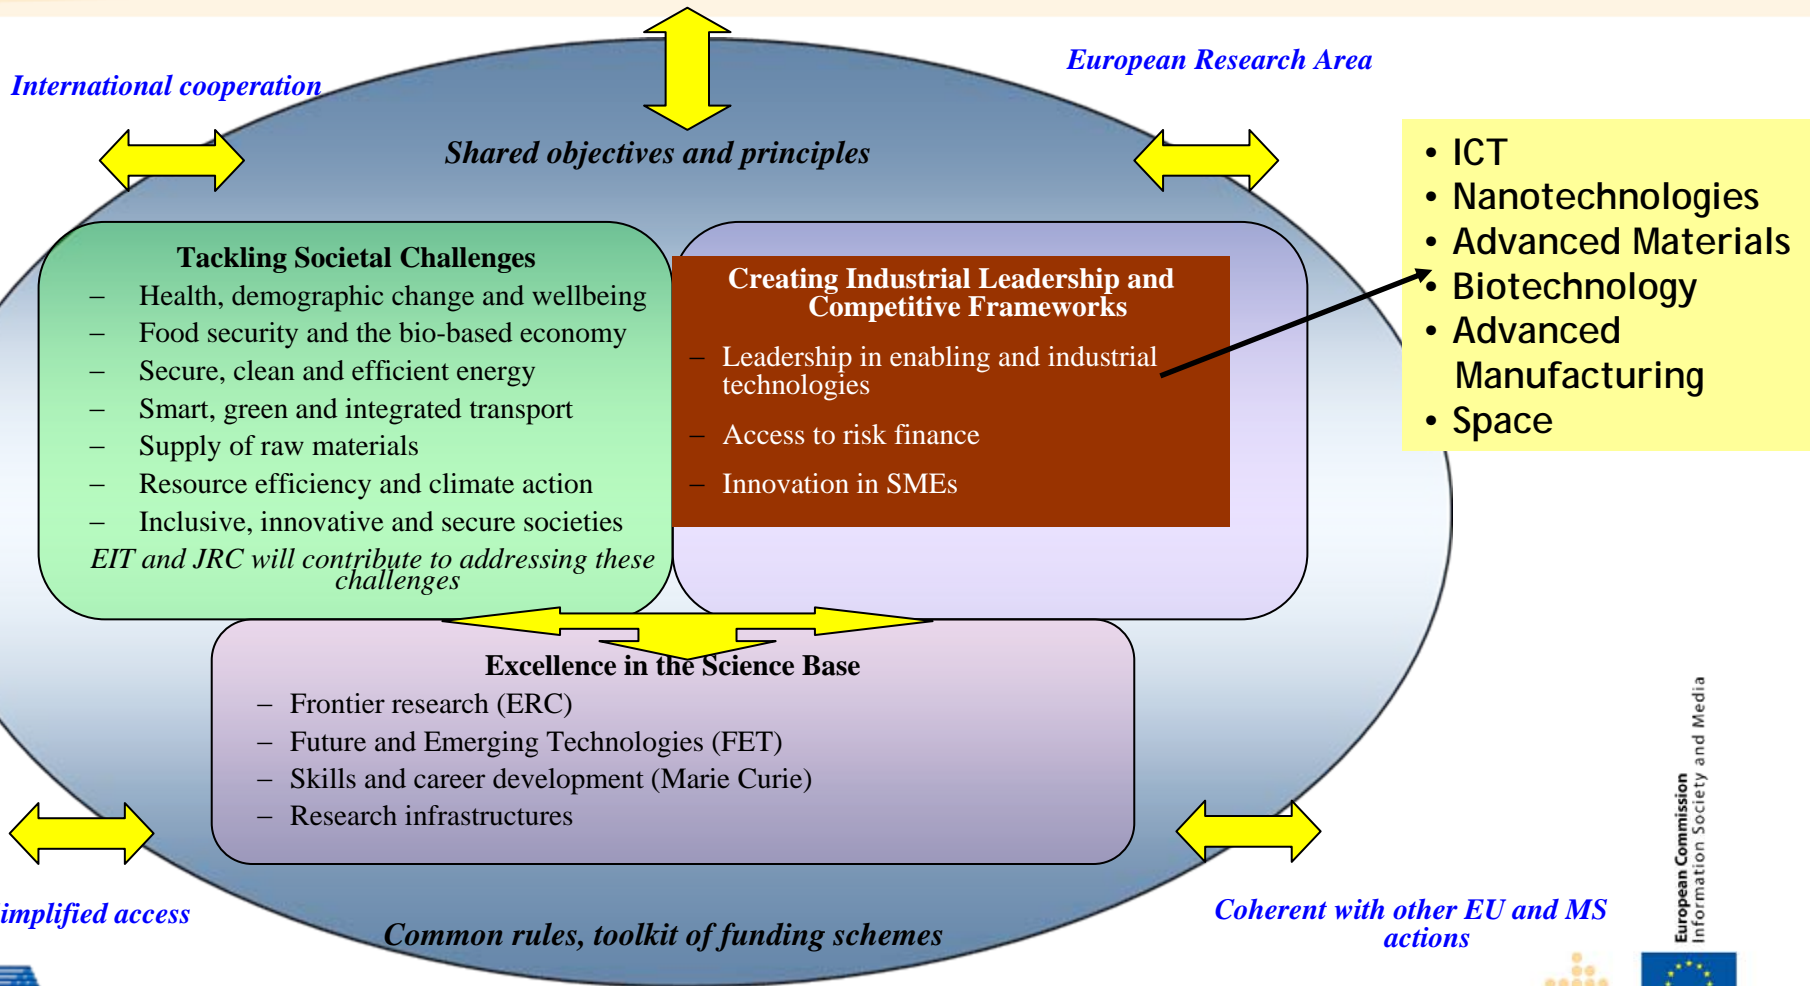 International cooperation
European Research Area
Shared objectives and principles
• ICT
• Nanotechnologies
• Advanced Materials
• Biotechnology
• Advanced
Manufacturing
• Space
Tackling Societal Challenges
– Health, demographic change and wellbeing
– Food security and the bio-based economy
– Secure, clean and efficient energy
– Smart, green and integrated transport
– Supply of raw materials
– Resource efficiency and climate action
– Inclusive, innovative and secure societies
EIT and JRC will contribute to addressing these
challenges
Creating Industrial Leadership and
Competitive Frameworks
– Leadership in enabling and industrial
technologies
– Access to risk finance
– Innovation in SMEs
Excellence in the Science Base
– Frontier research (ERC)
– Future and Emerging Technologies (FET)
– Skills and career development (Marie Curie)
– Research infrastructures
implified access
Common rules, toolkit of funding schemes
Coherent with other EU and MS
actions
European Commission
Information Society and Media